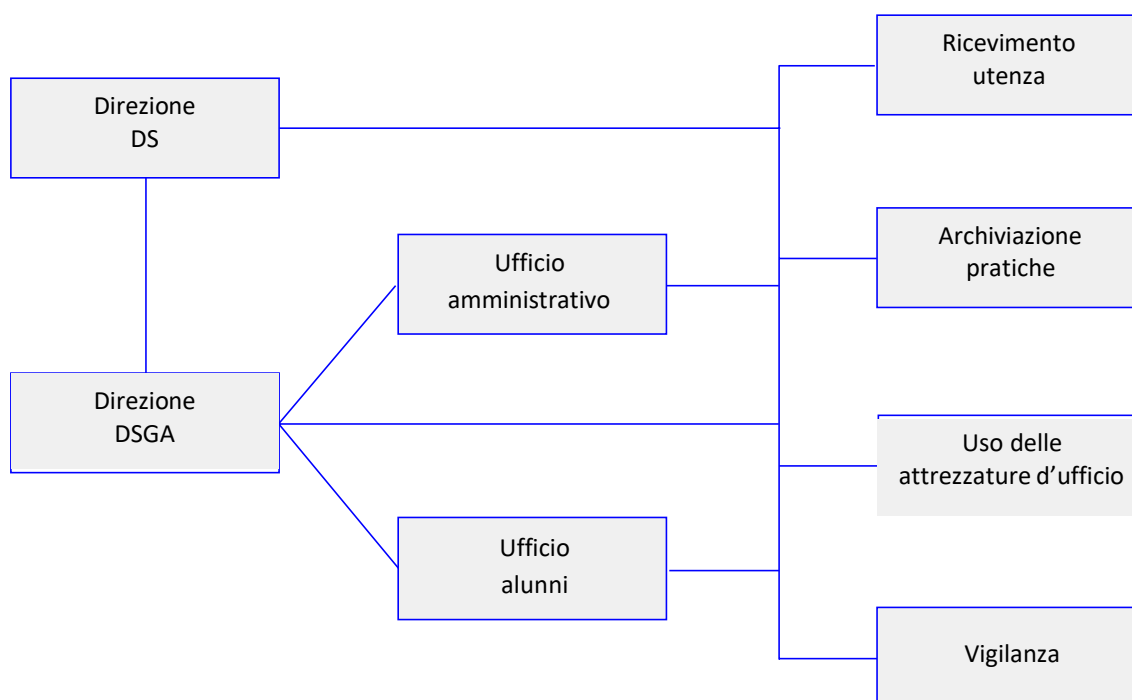 Direzione
DS
Direzione
DSGA
Ufficio
amministrativo
Ufficio
alunni
Ricevimento
utenza
Archiviazione
pratiche
Uso delle
attrezzature d’ufficio
Vigilanza